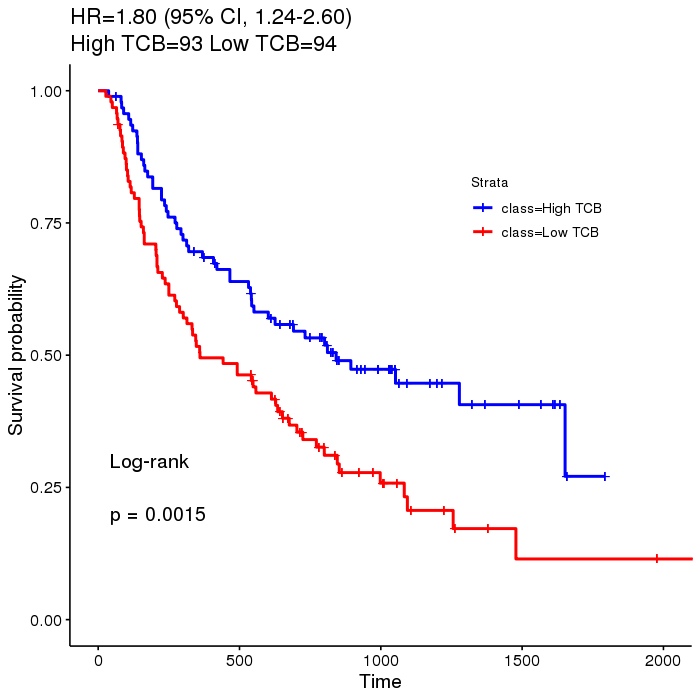 HR=1.80 (95% CI, 1.24-2.60)
High TCB=93 Low TCB=94
1.00
0.75
0.50
0.25
0.00
Survival probability
Strata
class=High TCB
class=Low TCB
Log-rank
p = 0.0015
0 500 1000 1500 2000
Time